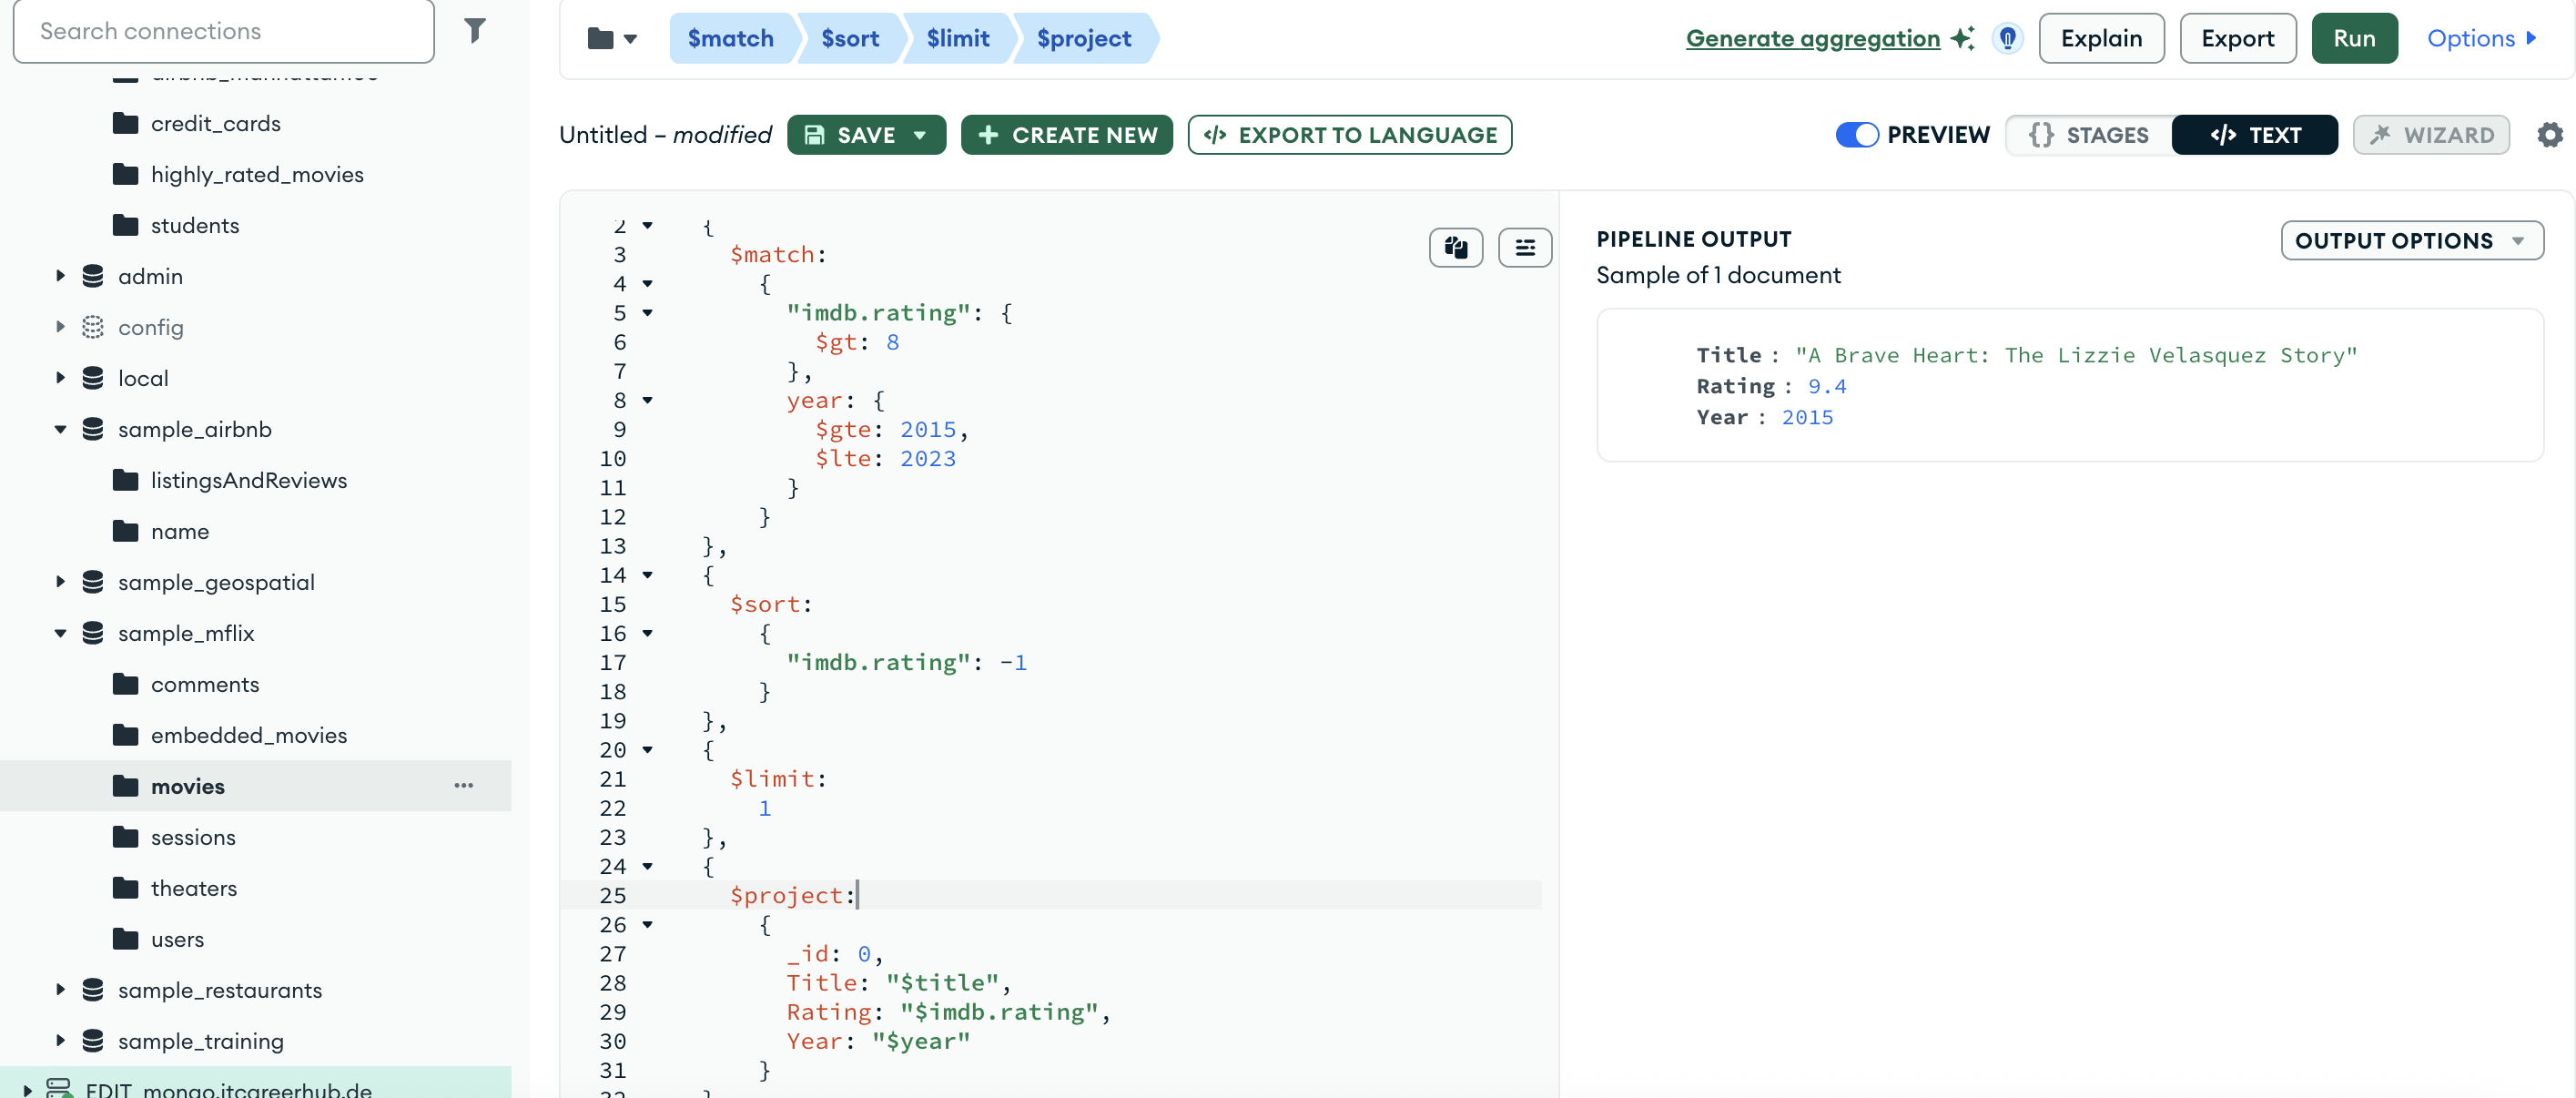 Search connections
airbnb_manhattanOo
credit_cards
highly_rated_movies
students
admin
config
local
sample_airbnb
listingsAndReviews
name
sample_geospatial
sample_mflix
comments
embedded_movies
movies
sessions
theaters
users
sample_restaurants
sample_training
EDIT_mongo.itcareerhub.de
$match $sort $limit $project
Generate aggregation Explain Export Run Options
Untitled – modified SAVE CREATE NEW EXPORT TO LANGUAGE
PREVIEW STAGES TEXT WIZARD
2 {
3 $match:
4 {
5 "imdb.rating": {
6 $gt: 8
7 },
8 year: {
9 $gte: 2015,
10 $lte: 2023
11 }
12 }
13 },
14 {
15 $sort:
16 {
17 "imdb.rating": -1
18 }
19 },
20 {
21 $limit:
22 1
23 },
24 {
25 $project:
26 {
27 _id: 0,
28 Title: "$title",
29 Rating: "$imdb.rating",
30 Year: "$year"
31 }
32 }
PIPELINE OUTPUT
OUTPUT OPTIONS
Sample of 1 document
Title : "A Brave Heart: The Lizzie Velasquez Story"
Rating : 9.4
Year : 2015